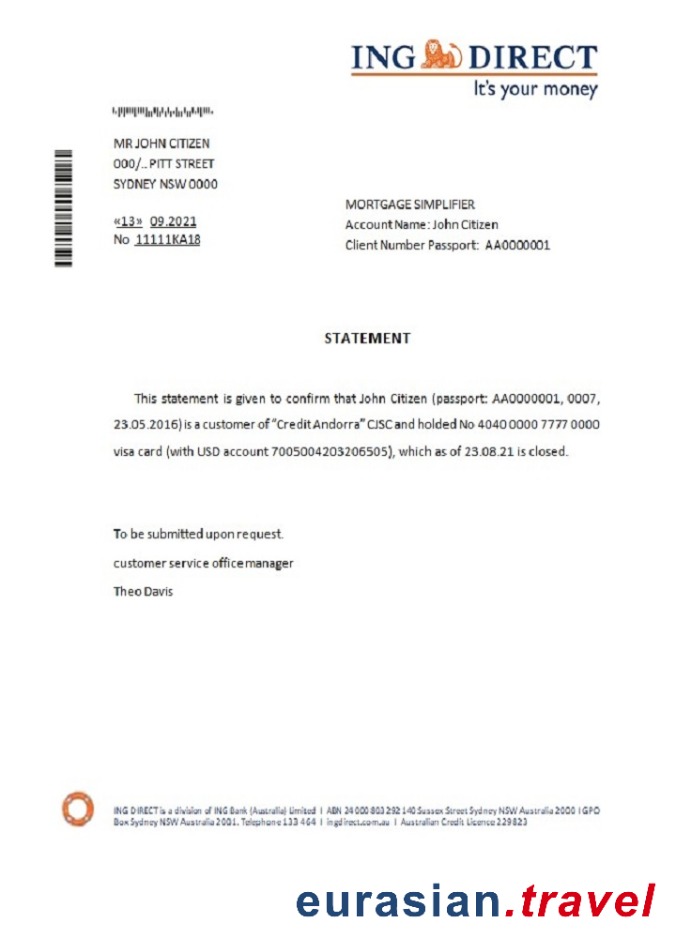 ING DIRECT
It's your money
MR JOHN CITIZEN
000/.. PITT STREET
SYDNEY NSW 0000
«13» 09.2021
No 11111KA18
MORTGAGE SIMPLIFIER
Account Name: John Citizen
Client Number Passport: AA0000001
STATEMENT
This statement is given to confirm that John Citizen (passport: AA0000001, 0007,
23.05.2016) is a customer of "Credit Andorra" CJSC and holded No 4040 0000 7777 0000
visa card (with USD account 7005004203206505), which as of 23.08.21 is closed.
To be submitted upon request.
customer service office manager
Theo Davis
ING DIRECT is a division of ING Bank (Australia) Limited I ABN 24 000 803 292 140 Sussex Street Sydney NSW Australia 2000 I GPO
Box Sydney NSW Australia 2001. Telephone 133 464 I ingdirect.com.au I Australian Credit Licence 229823
eurasian.travel